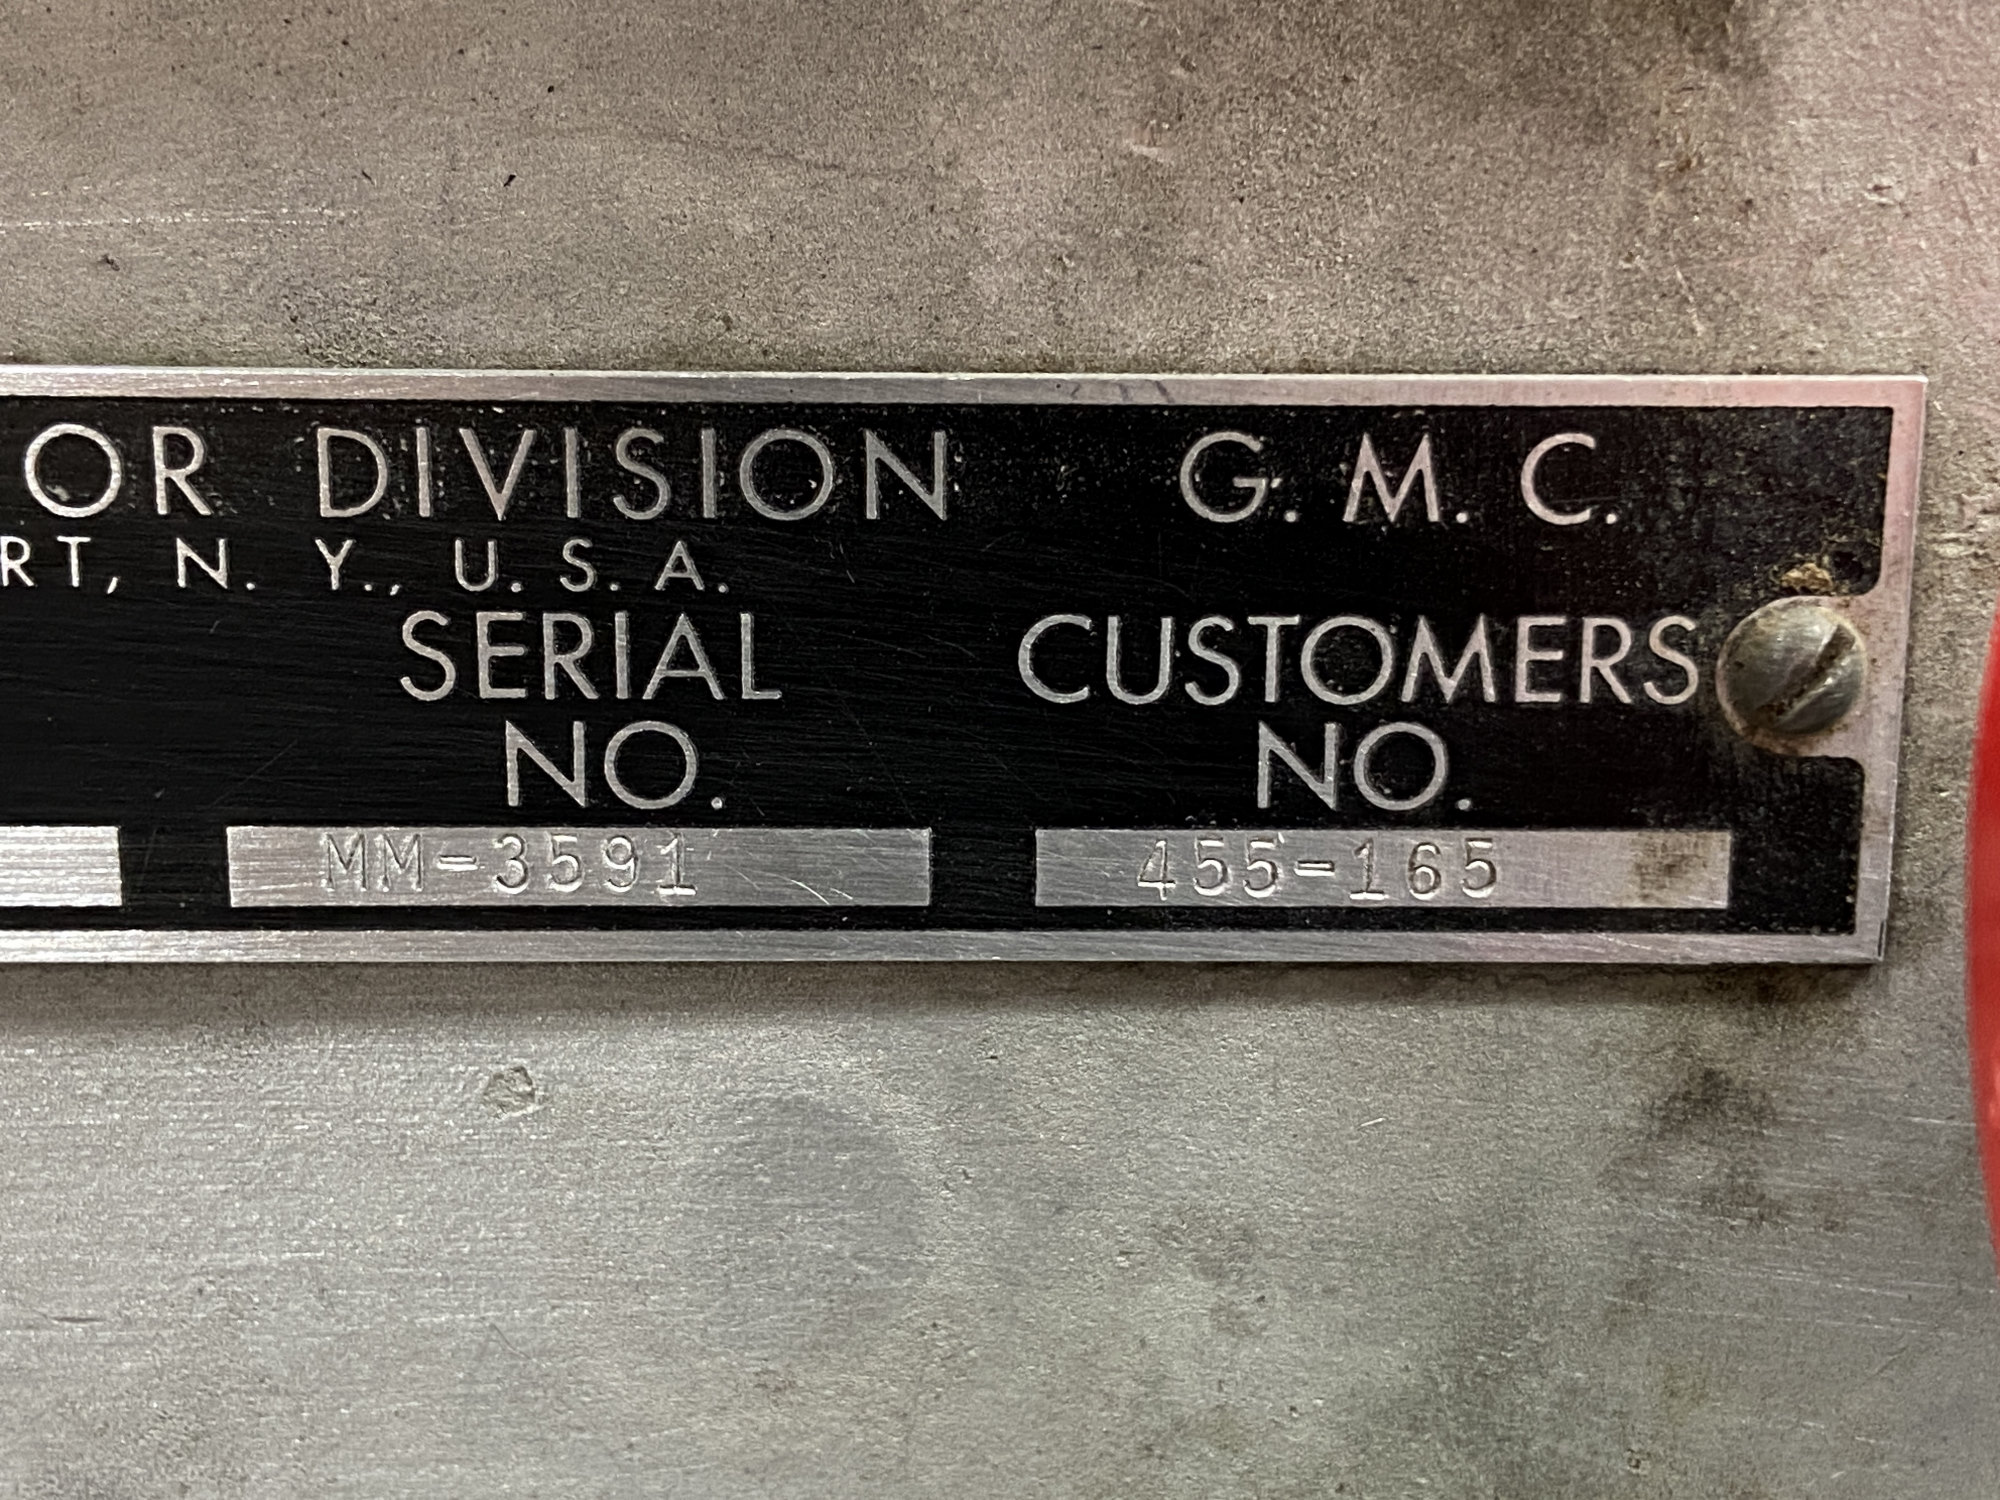 OR DIVISION G. M. C.
RT, N. Y., U. S. A.
SERIAL CUSTOMERS
NO. NO.
MM-3591 455-165